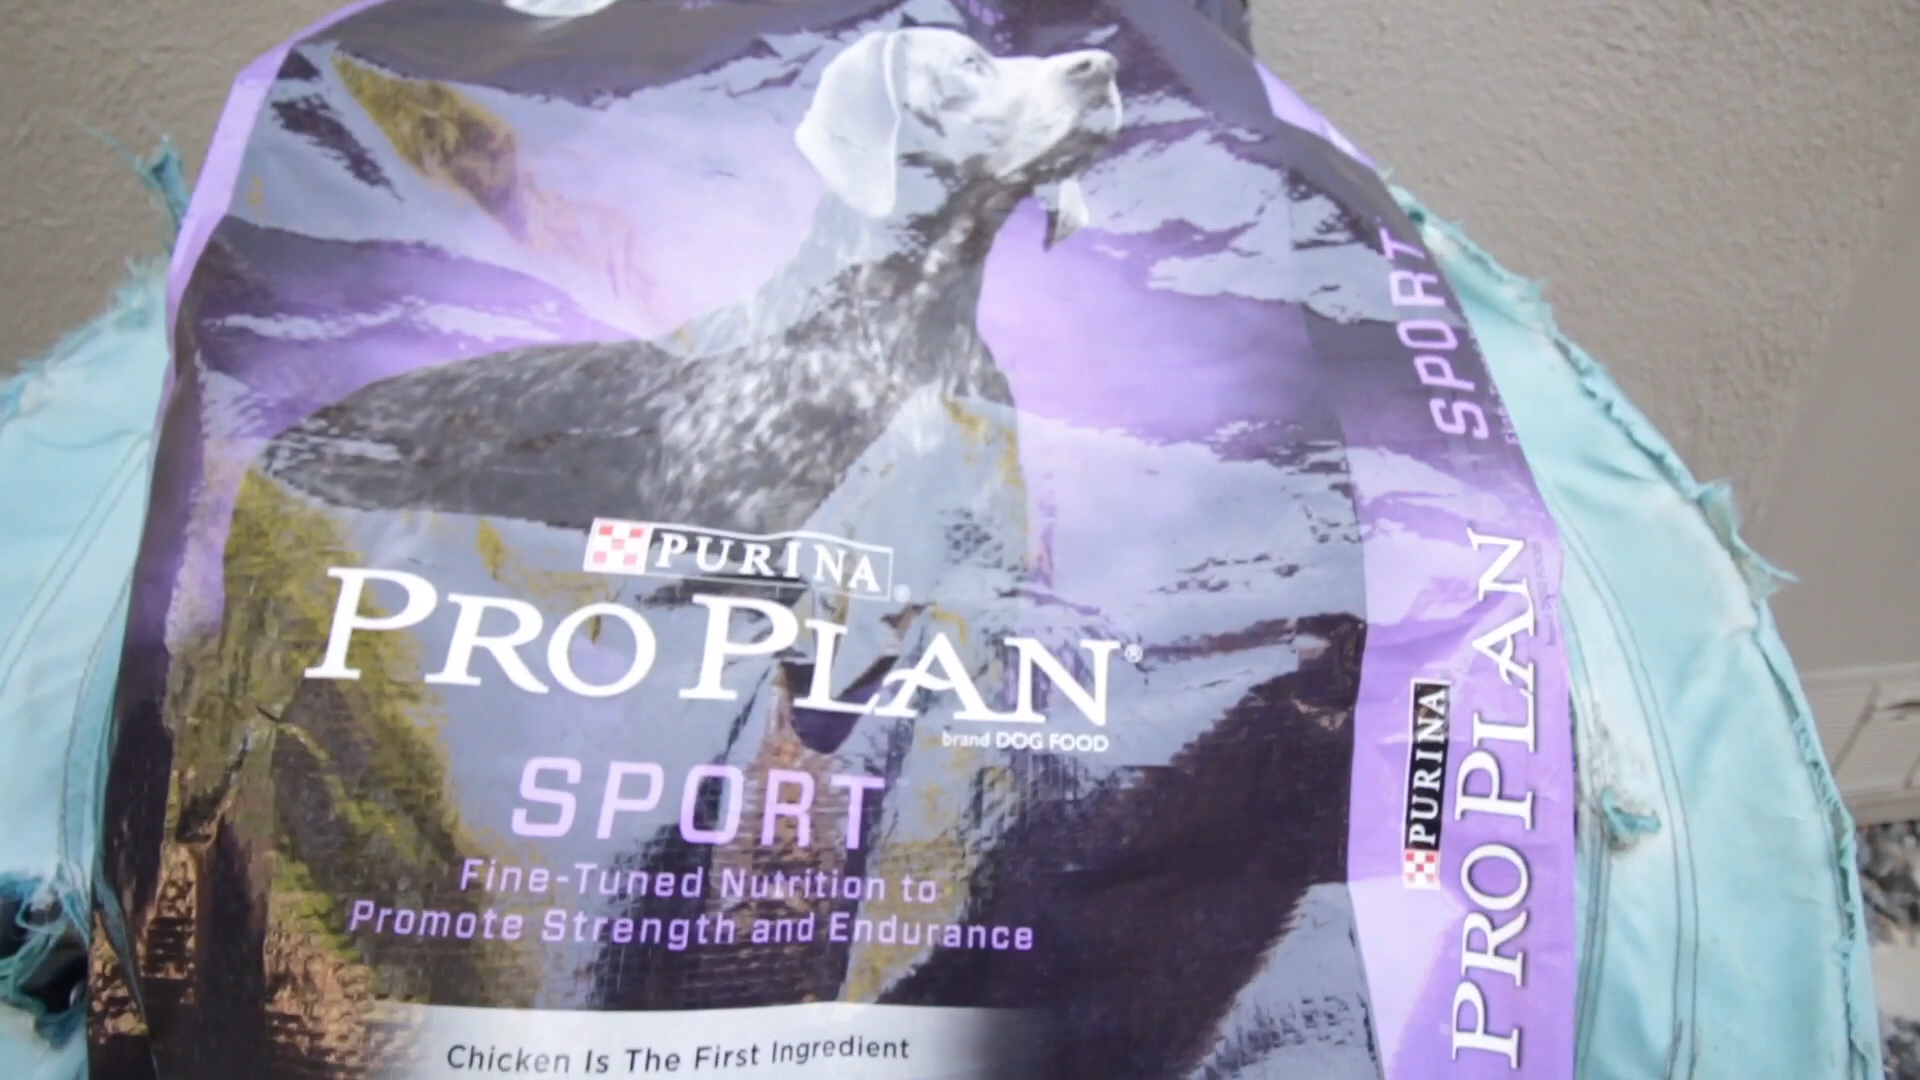 PURINA
PRO PLAN®
brand DOG FOOD
SPORT
Fine-Tuned Nutrition to
Promote Strength and Endurance
Chicken Is The First Ingredient
SPORT
PURINA
PRO PLAN